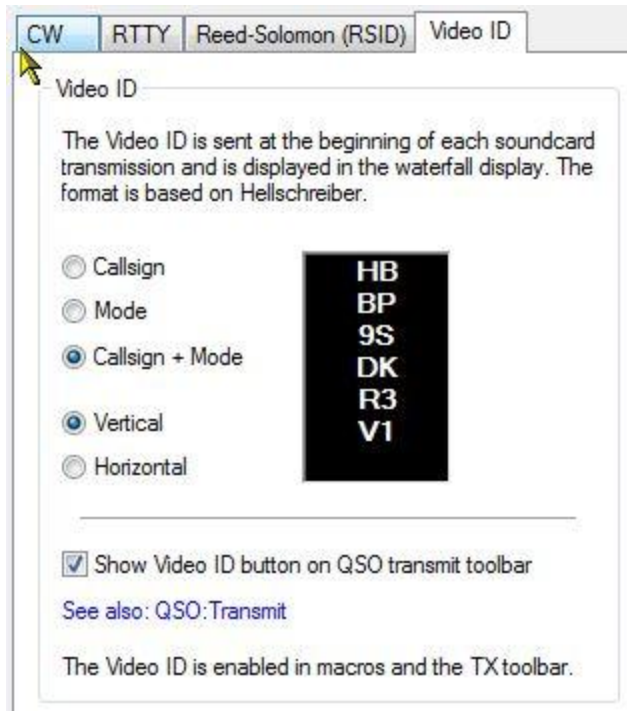 CW RTTY Reed-Solomon (RSID) Video ID
Video ID
The Video ID is sent at the beginning of each soundcard
transmission and is displayed in the waterfall display. The
format is based on Hellschreiber.
Callsign
Mode
Callsign + Mode
Vertical
Horizontal
HB
BP
9S
DK
R3
V1
Show Video ID button on QSO transmit toolbar
See also: QSO:Transmit
The Video ID is enabled in macros and the TX toolbar.